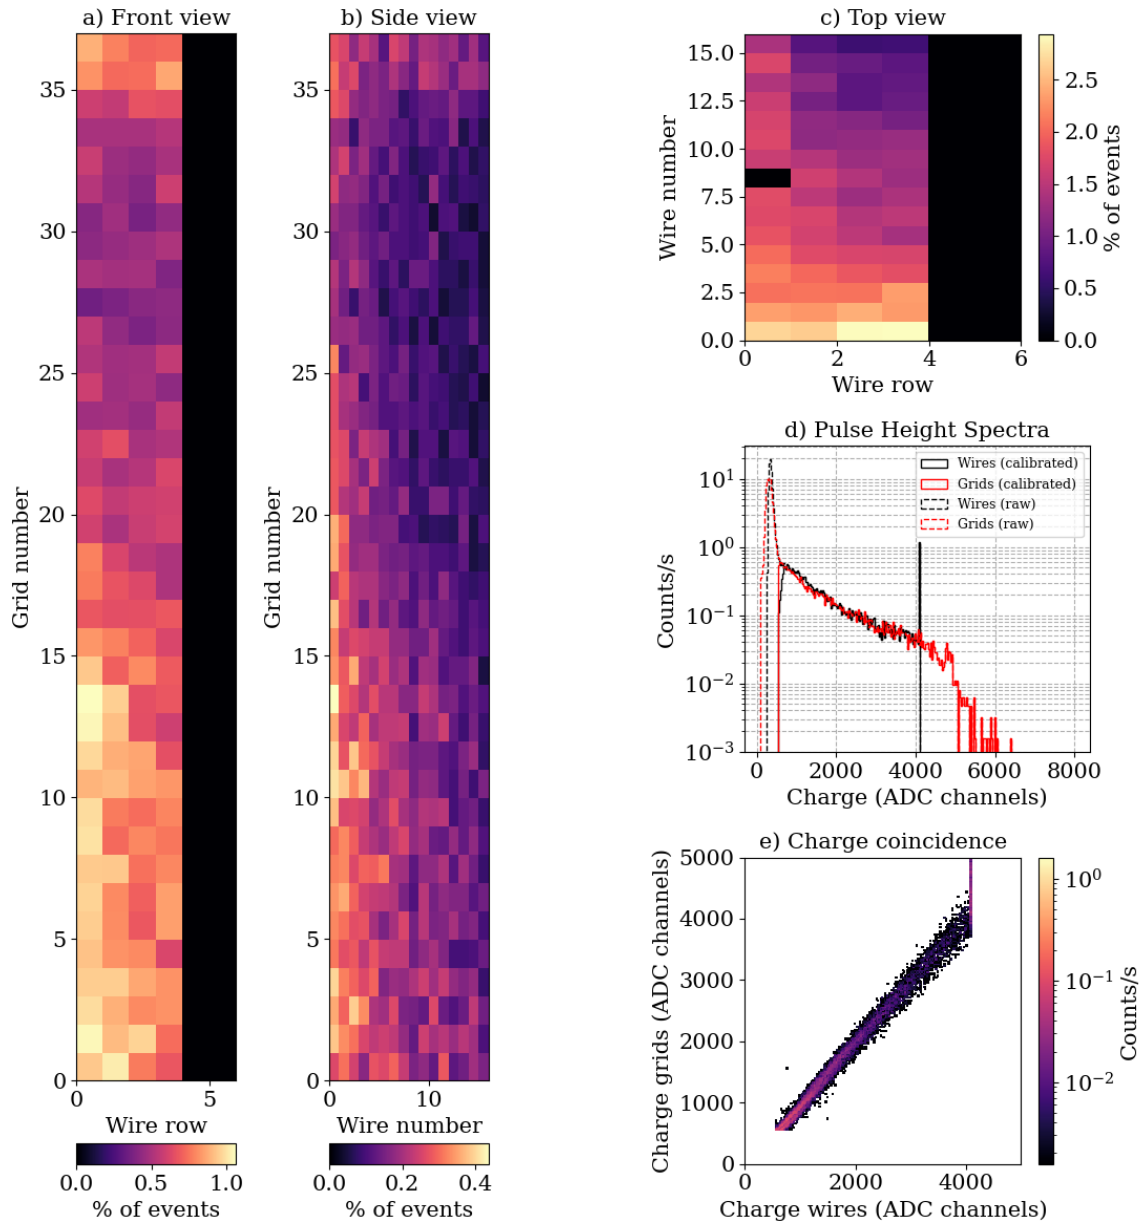 a) Front view
Grid number
35
30
25
20
15
10
5
0
0
5
Wire row
0.0
0.5
1.0
% of events
b) Side view
Grid number
35
30
25
20
15
10
5
0
0
10
Wire number
0.0
0.2
0.4
% of events
c) Top view
Wire number
15.0
12.5
10.0
7.5
5.0
2.5
0.0
0
2
4
6
Wire row
2.5
2.0
1.5
1.0
0.5
0.0
% of events
d) Pulse Height Spectra
Counts/s
10¹
10⁰
10⁻¹
10⁻²
10⁻³
Wires (calibrated)
Grids (calibrated)
Wires (raw)
Grids (raw)
0
2000
4000
6000
8000
Charge (ADC channels)
e) Charge coincidence
Charge grids (ADC channels)
5000
4000
3000
2000
1000
0
0
2000
4000
Charge wires (ADC channels)
10⁰
10⁻¹
10⁻²
Counts/s